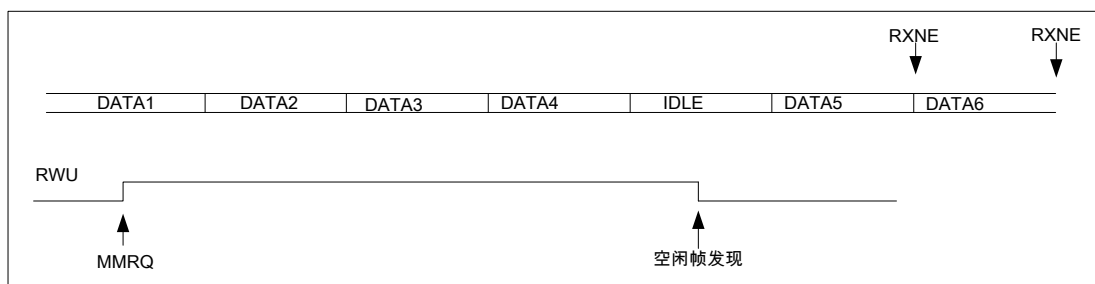 RXNE RXNE
DATA1 DATA2 DATA3 DATA4 IDLE DATA5 DATA6
RWU
MMRQ 空闲帧发现